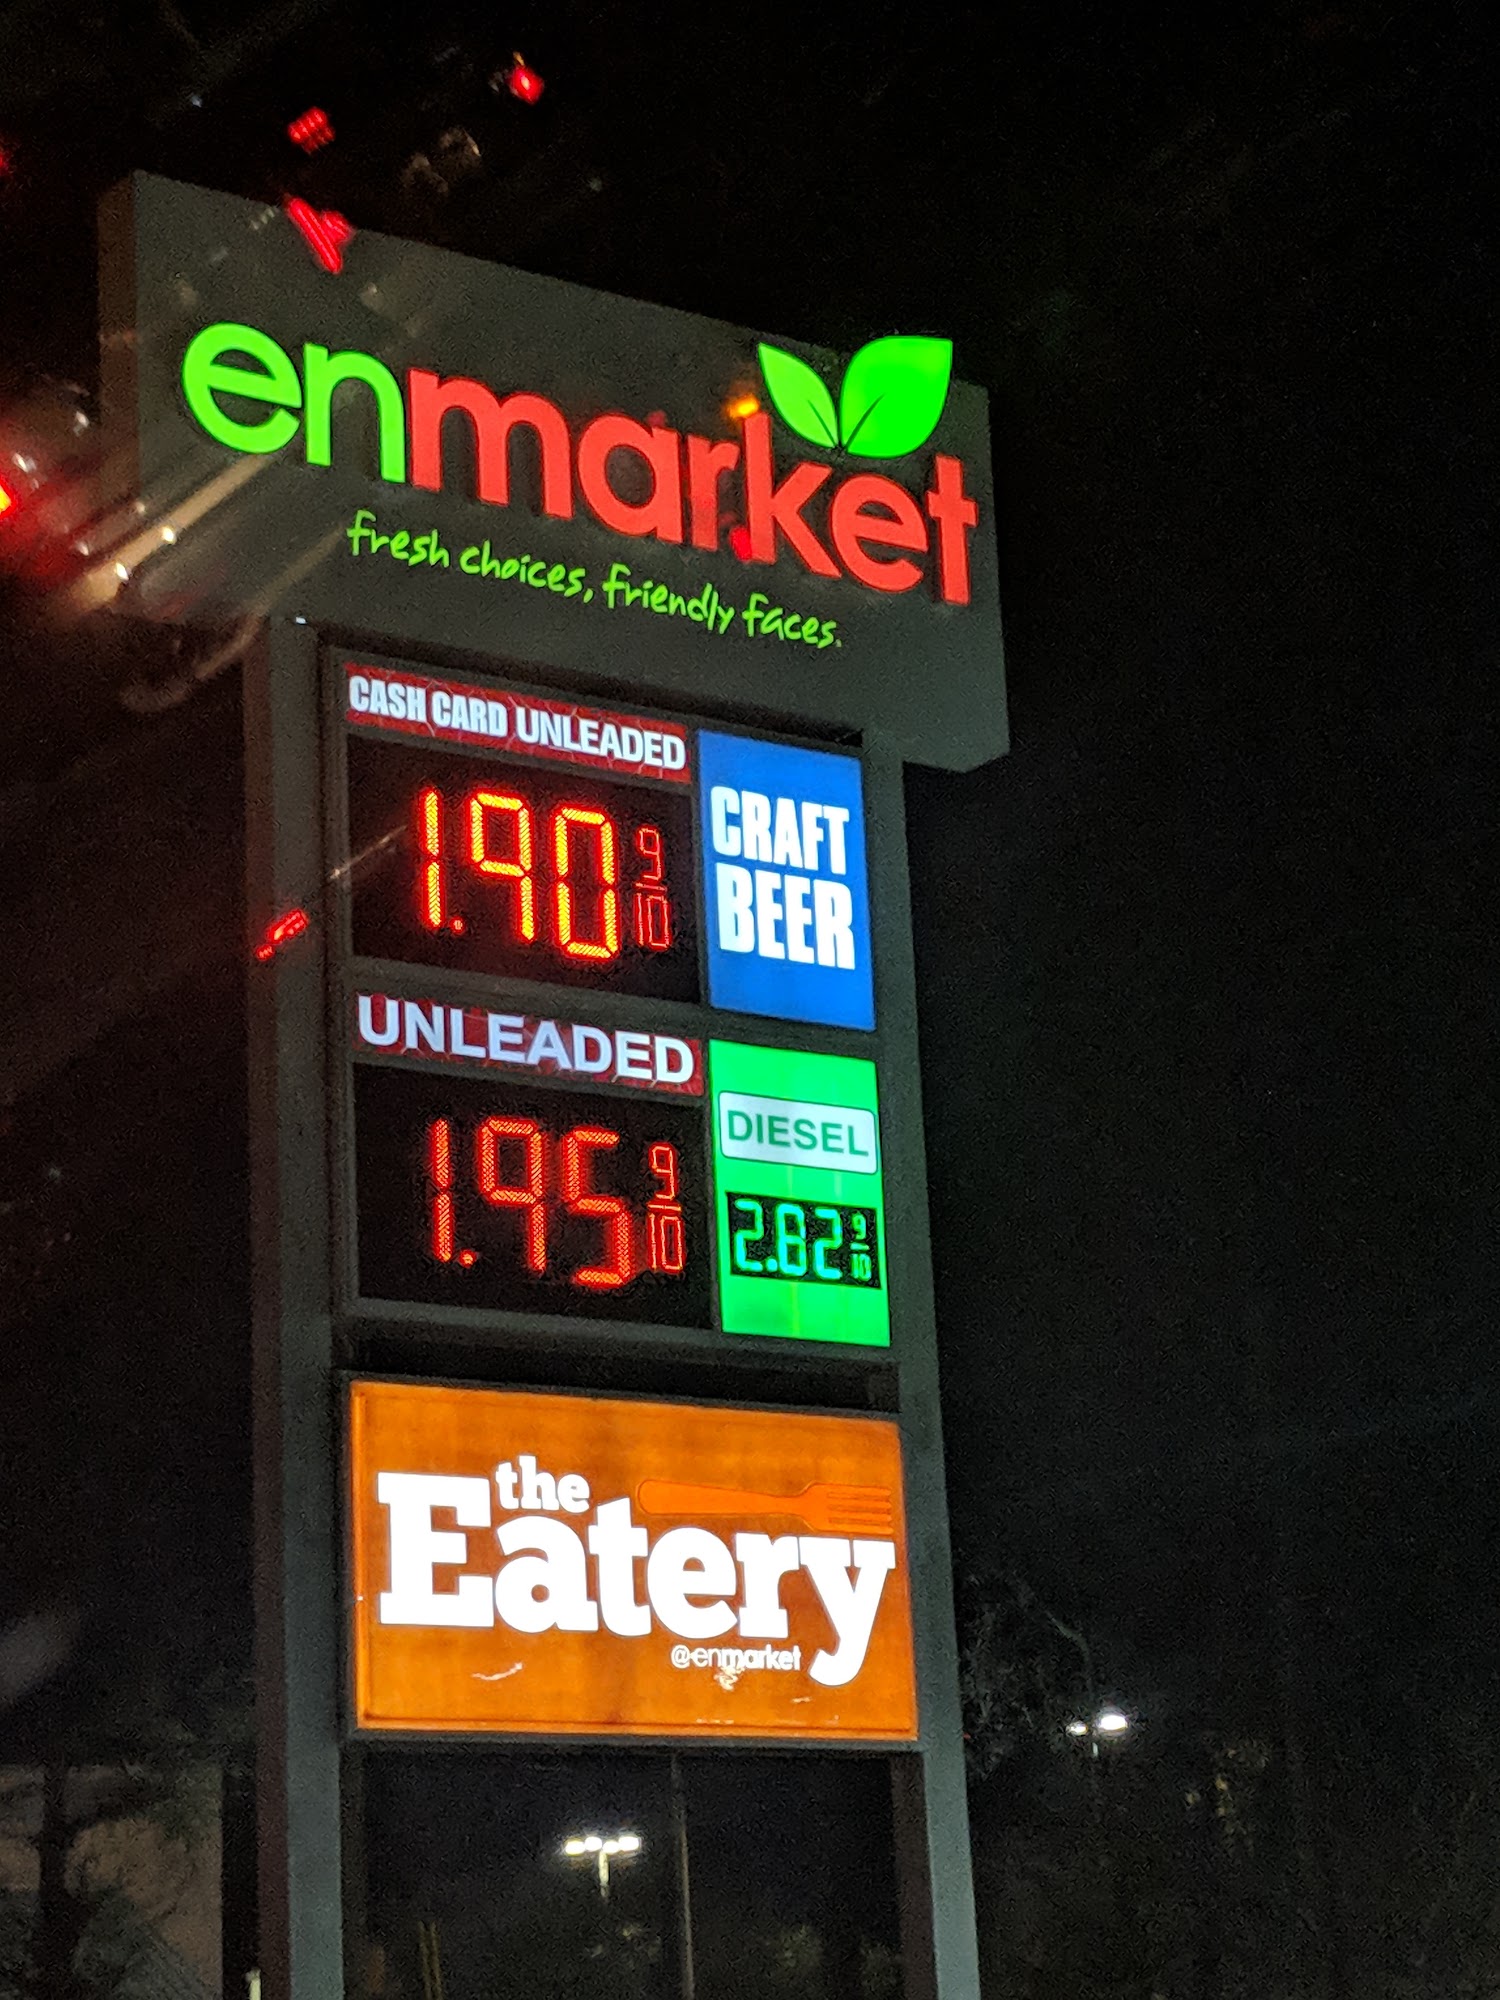 enmarket
fresh choices, friendly faces.
CASH CARD UNLEADED
1.90 9/10
CRAFT
BEER
UNLEADED
1.95 9/10
DIESEL
2.82 9/10
the
Eatery
@enmarket